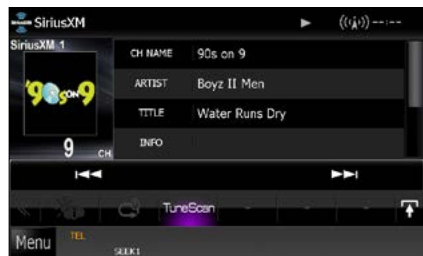 SiriusXM
--:--
SiriusXM 1
'90s on 9
9 CH
CH NAME 90s on 9
ARTIST Boyz II Men
TITLE Water Runs Dry
INFO
TuneScan
Menu TEL
SEEK1